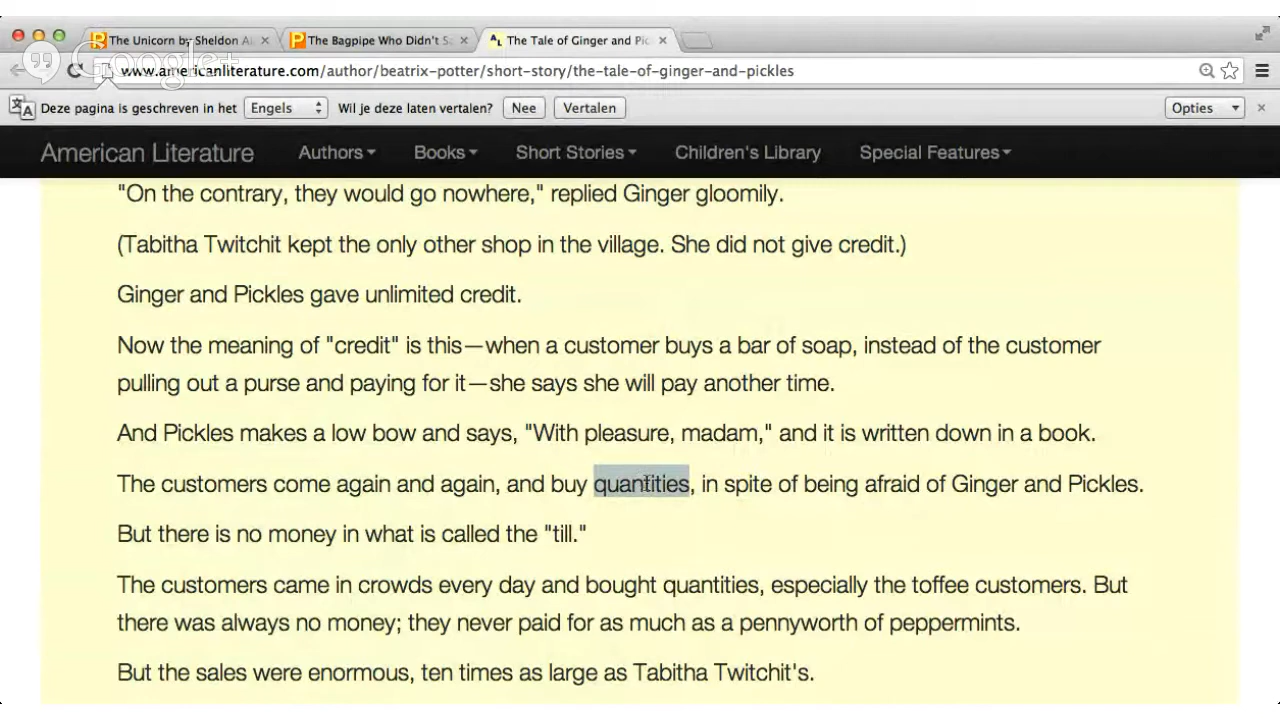 The Unicorn by Sheldon Al
The Bagpipe Who Didn't S
The Tale of Ginger and Pic
Google+
www.americanliterature.com/author/beatrix-potter/short-story/the-tale-of-ginger-and-pickles
Deze pagina is geschreven in het Engels Wil je deze laten vertalen? Nee Vertalen Opties
American Literature Authors Books Short Stories Children's Library Special Features
"On the contrary, they would go nowhere," replied Ginger gloomily.
(Tabitha Twitchit kept the only other shop in the village. She did not give credit.)
Ginger and Pickles gave unlimited credit.
Now the meaning of "credit" is this—when a customer buys a bar of soap, instead of the customer
pulling out a purse and paying for it—she says she will pay another time.
And Pickles makes a low bow and says, "With pleasure, madam," and it is written down in a book.
The customers come again and again, and buy quantities, in spite of being afraid of Ginger and Pickles.
But there is no money in what is called the "till."
The customers came in crowds every day and bought quantities, especially the toffee customers. But
there was always no money; they never paid for as much as a pennyworth of peppermints.
But the sales were enormous, ten times as large as Tabitha Twitchit's.